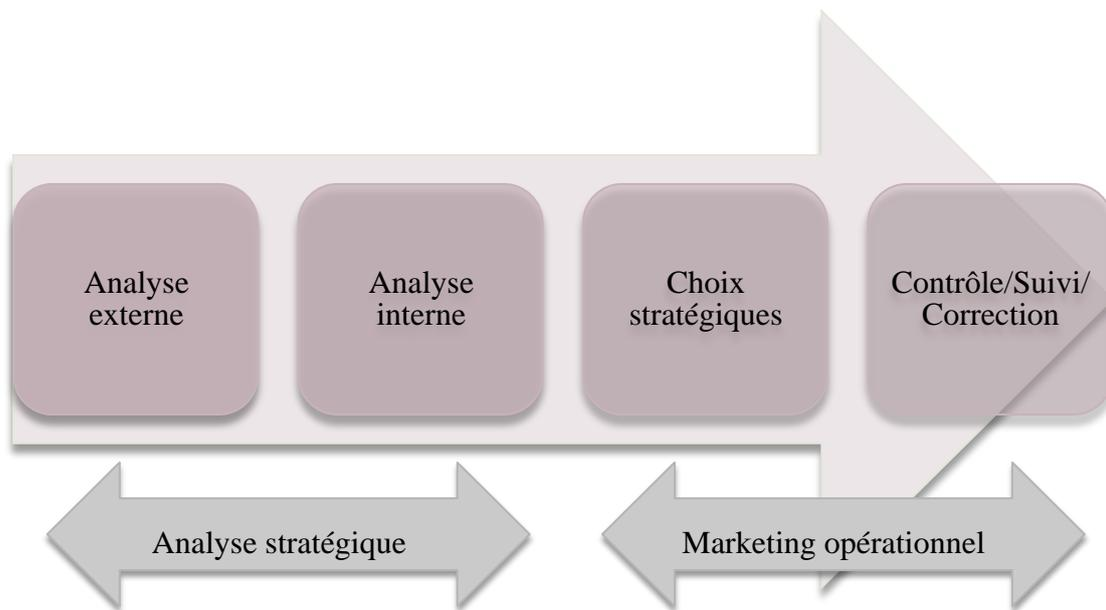 Analyse
externe
Analyse
interne
Choix
stratégiques
Contrôle/Suivi/
Correction
Analyse stratégique
Marketing opérationnel